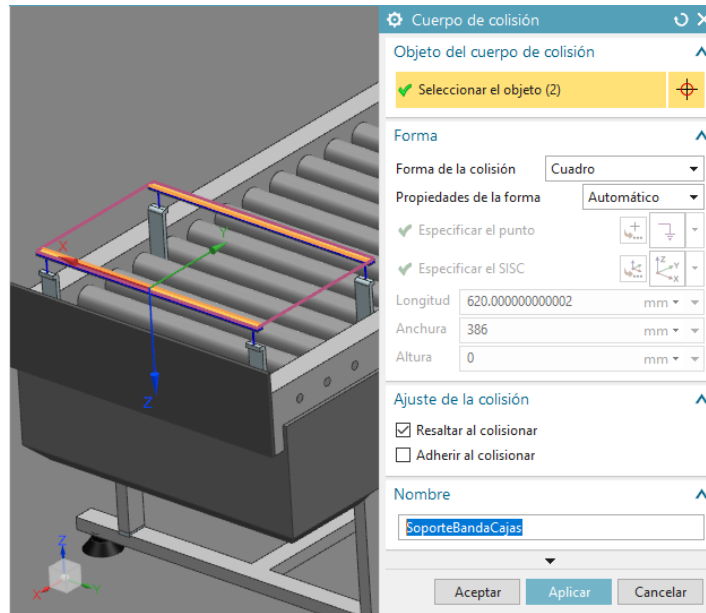 Cuerpo de colisión
Objeto del cuerpo de colisión
Seleccionar el objeto (2)
Forma
Forma de la colisión Cuadro
Propiedades de la forma Automático
Especificar el punto
Especificar el SISC
Z Y X
Longitud 620.000000000002 mm
Anchura 386 mm
Altura 0 mm
Ajuste de la colisión
Resaltar al colisionar
Adherir al colisionar
Nombre
SoporteBandaCajas
Aceptar Aplicar Cancelar
X
Y
Z
Z
X
Y